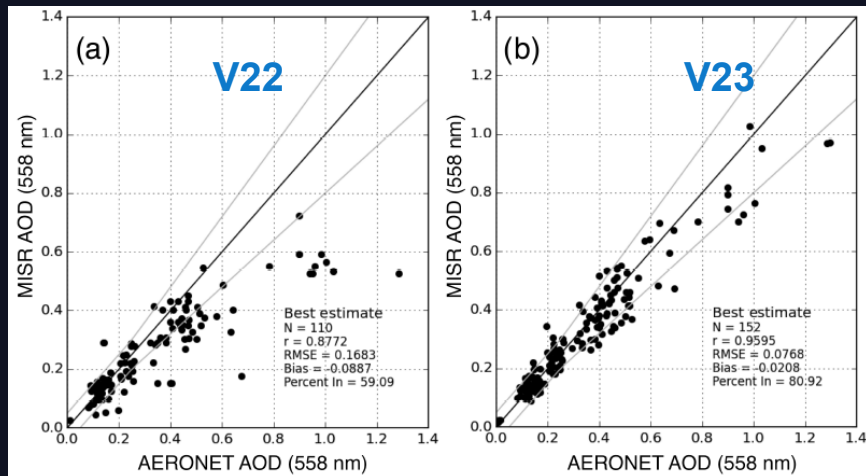 (a)
V22
MISR AOD (558 nm)
1.4
1.2
1.0
0.8
0.6
0.4
0.2
0.0
Best estimate
N = 110
r = 0.8772
RMSE = 0.1683
Bias = -0.0887
Percent In = 59.09
0.0 0.2 0.4 0.6 0.8 1.0 1.2 1.4
AERONET AOD (558 nm)
(b)
V23
MISR AOD (558 nm)
1.4
1.2
1.0
0.8
0.6
0.4
0.2
0.0
Best estimate
N = 152
r = 0.9595
RMSE = 0.0768
Bias = -0.0208
Percent In = 80.92
0.0 0.2 0.4 0.6 0.8 1.0 1.2 1.4
AERONET AOD (558 nm)